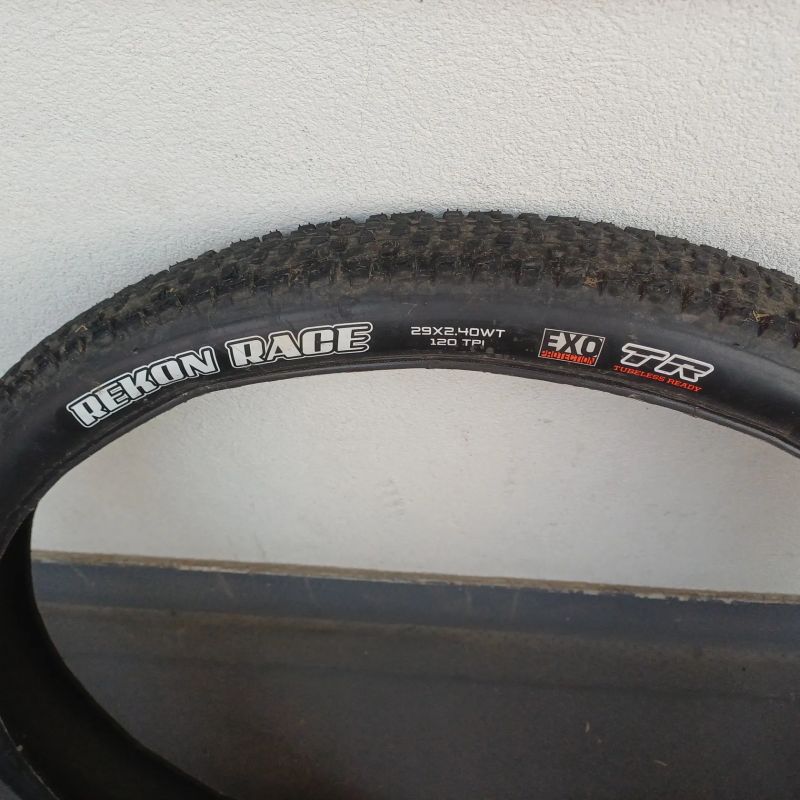 REKON RACE
29X2.40WT
120 TPI
EXO
PROTECTION
TR
TUBELESS READY